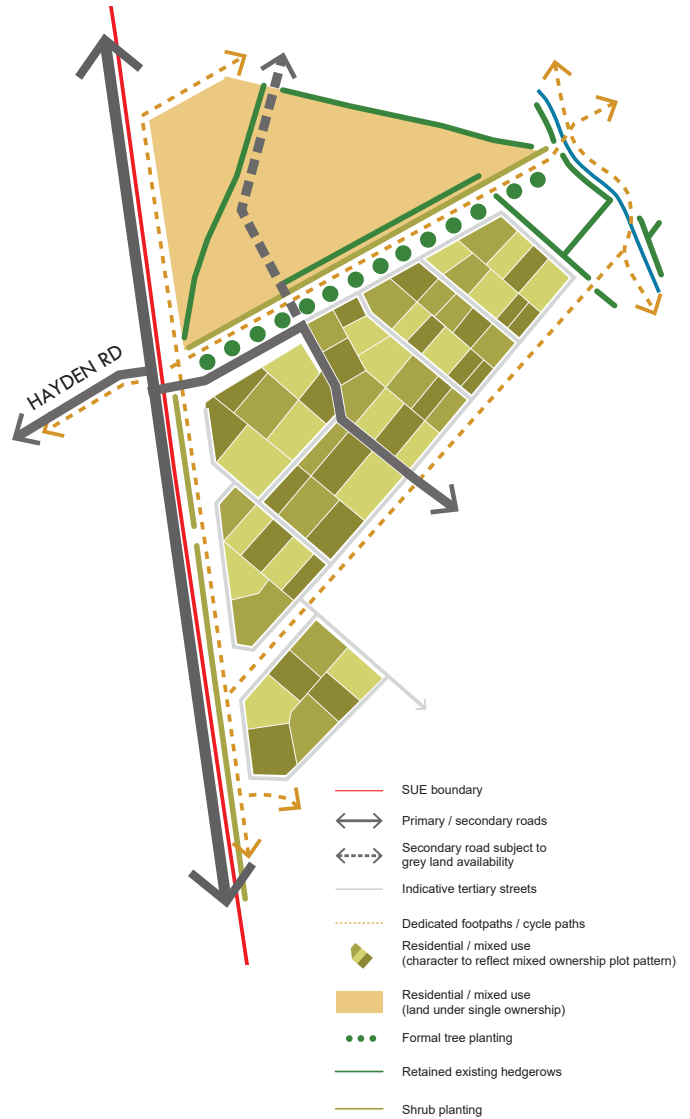 HAYDEN RD
SUE boundary
Primary / secondary roads
Secondary road subject to
grey land availability
Indicative tertiary streets
Dedicated footpaths / cycle paths
Residential / mixed use
(character to reflect mixed ownership plot pattern)
Residential / mixed use
(land under single ownership)
Formal tree planting
Retained existing hedgerows
Shrub planting